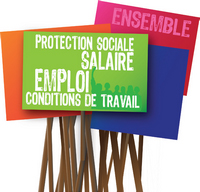 ENSEMBLE
PROTECTION SOCIALE
SALAIRE
EMPLOI
CONDITIONS DE TRAVAIL